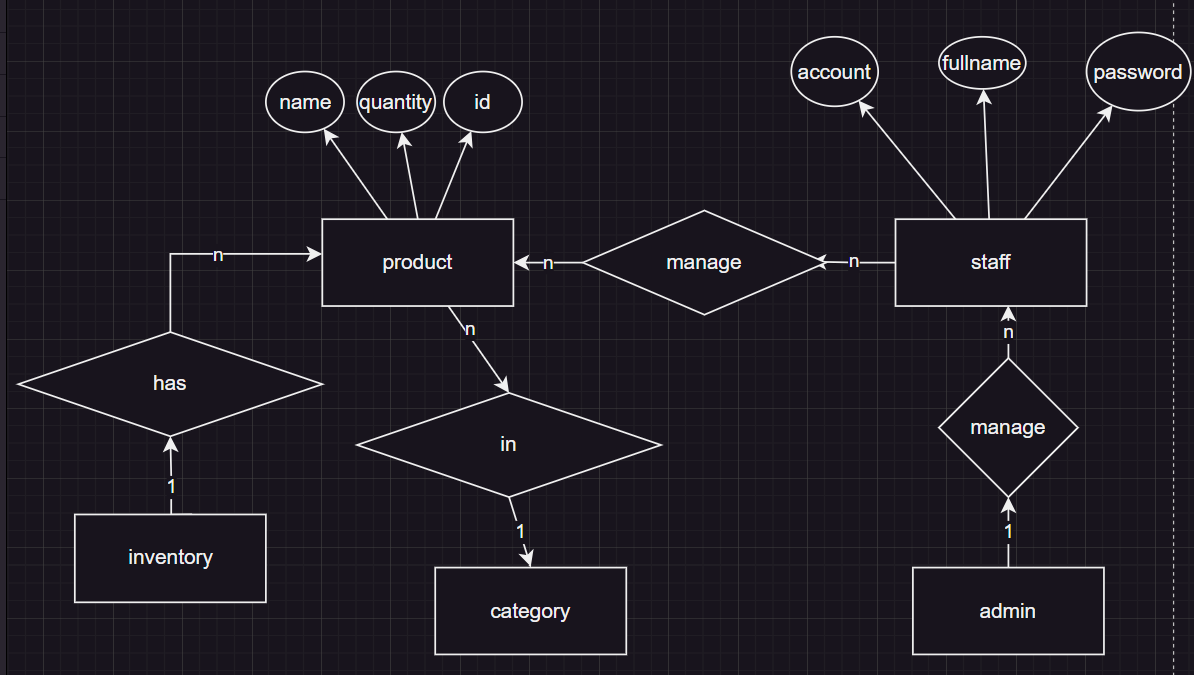 account
fullname
password
name
quantity
id
n
product
n
manage
n
staff
n
n
has
in
manage
1
1
1
inventory
category
admin